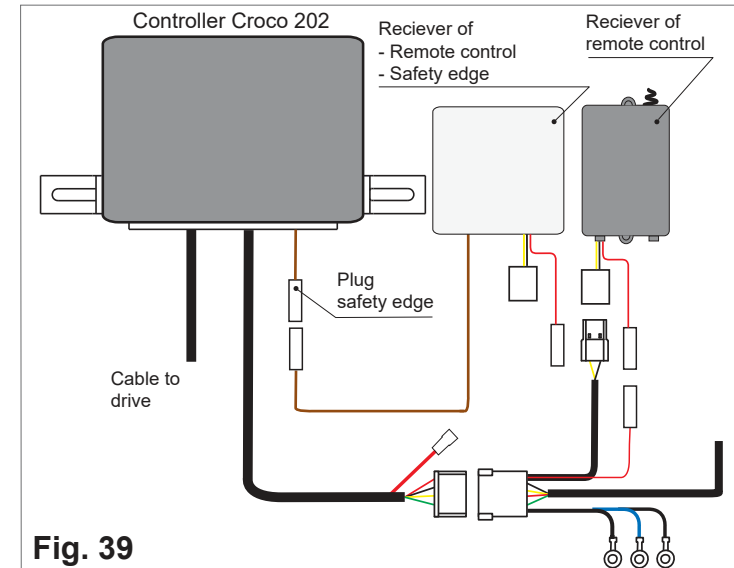 Controller Croco 202
Reciever of
- Remote control
- Safety edge
Reciever of
remote control
Plug
safety edge
Cable to
drive
Fig. 39